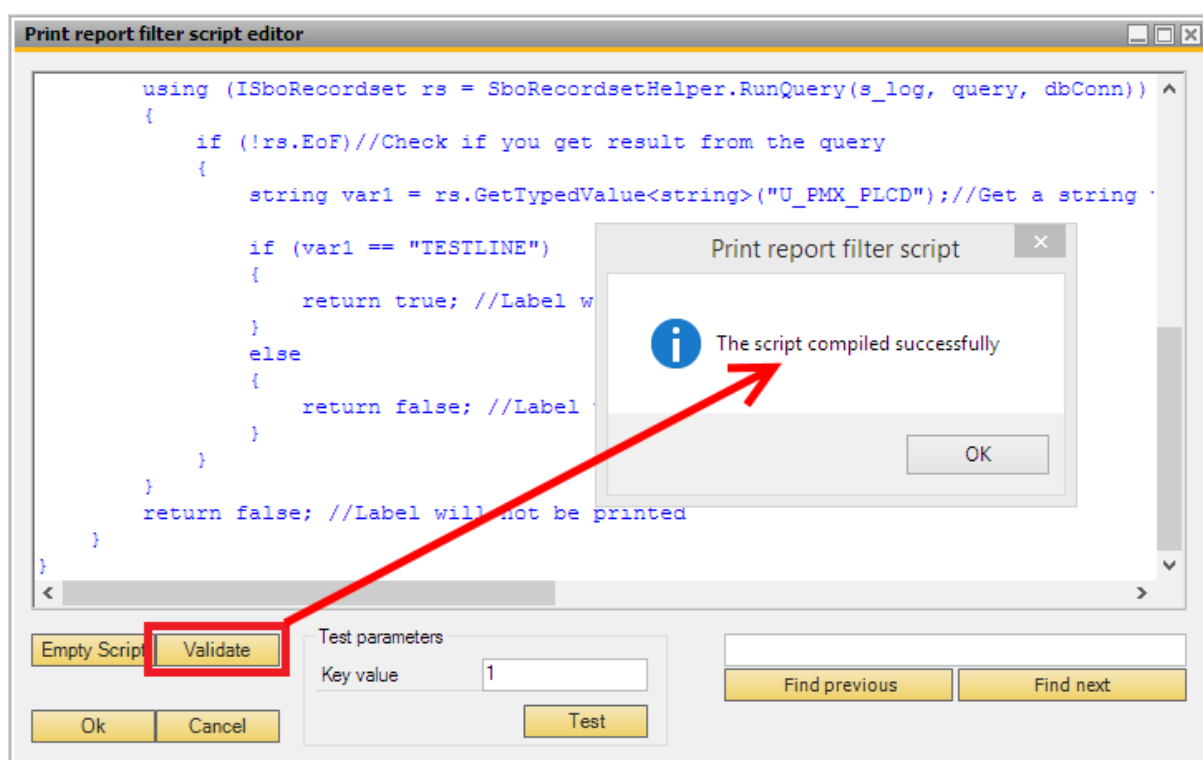 Print report filter script editor
using (ISboRecordset rs = SboRecordsetHelper.RunQuery(s_log, query, dbConn))
{
if (!rs.EoF)//Check if you get result from the query
{
string var1 = rs.GetTypedValue<string>("U_PMX_PLCD");//Get a string
if (var1 == "TESTLINE")
{
return true; //Label w
}
else
{
return false; //Label
}
}
}
return false; //Label will not be printed
}
}
Print report filter script
The script compiled successfully
OK
Empty Script
Validate
Test parameters
Key value
1
Test
Find previous
Find next
Ok
Cancel